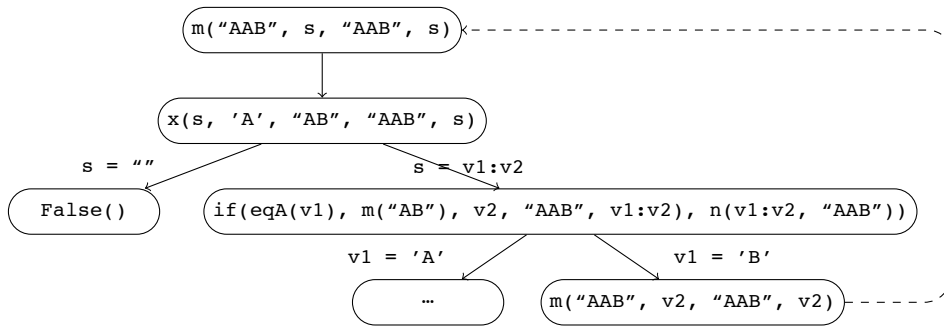 m(“AAB”, s, “AAB”, s)
x(s, 'A', “AB”, “AAB”, s)
s = “”
s = v1:v2
False()
if(eqA(v1), m(“AB”), v2, “AAB”, v1:v2), n(v1:v2, “AAB”))
v1 = 'A'
v1 = 'B'
…
m(“AAB”, v2, “AAB”, v2)